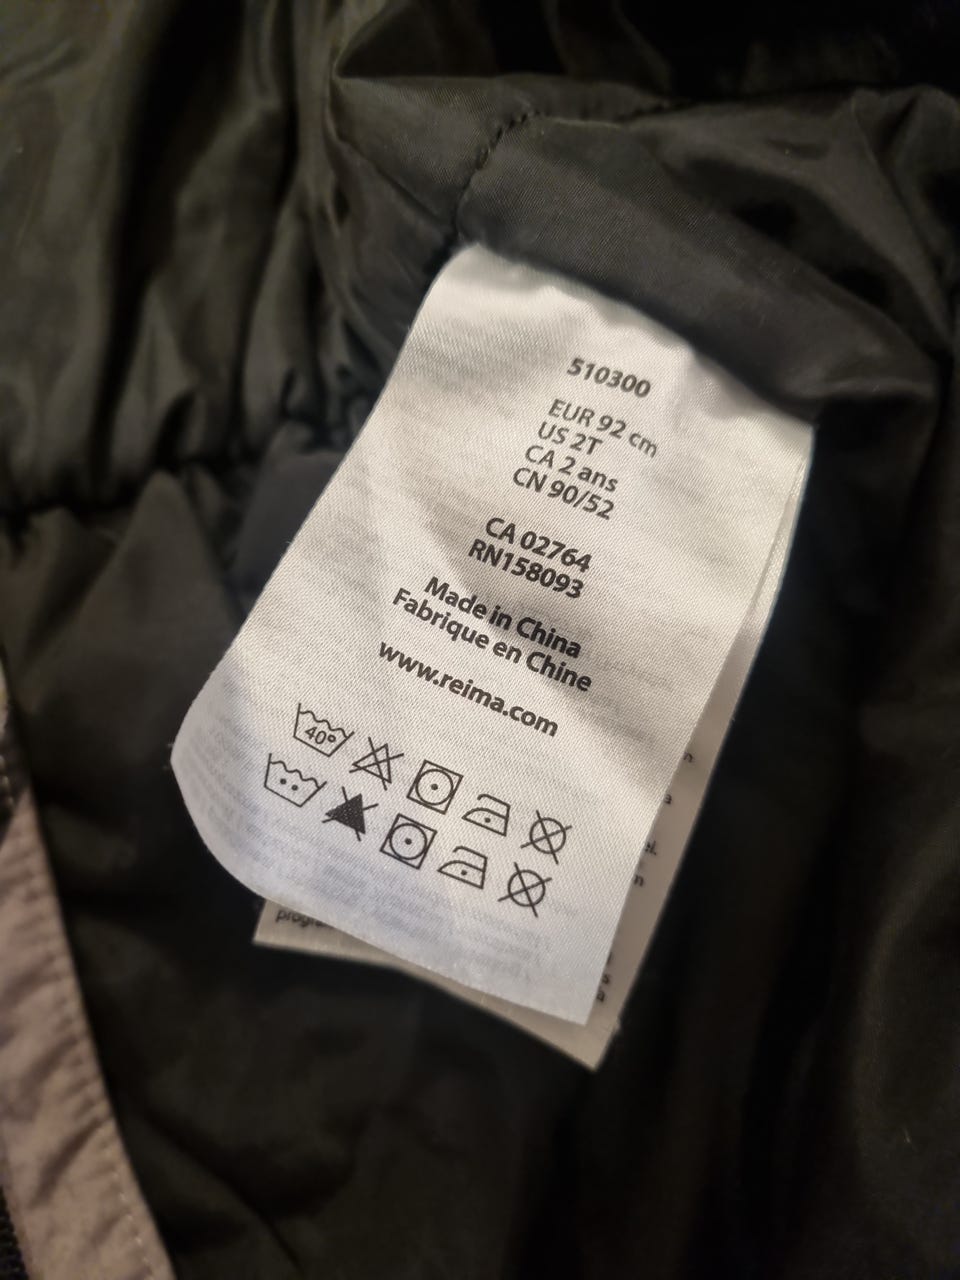 510300
EUR 92 cm
US 2T
CA 2 ans
CN 90/52
CA 02764
RN158093
Made in China
Fabrique en Chine
www.reima.com
40°